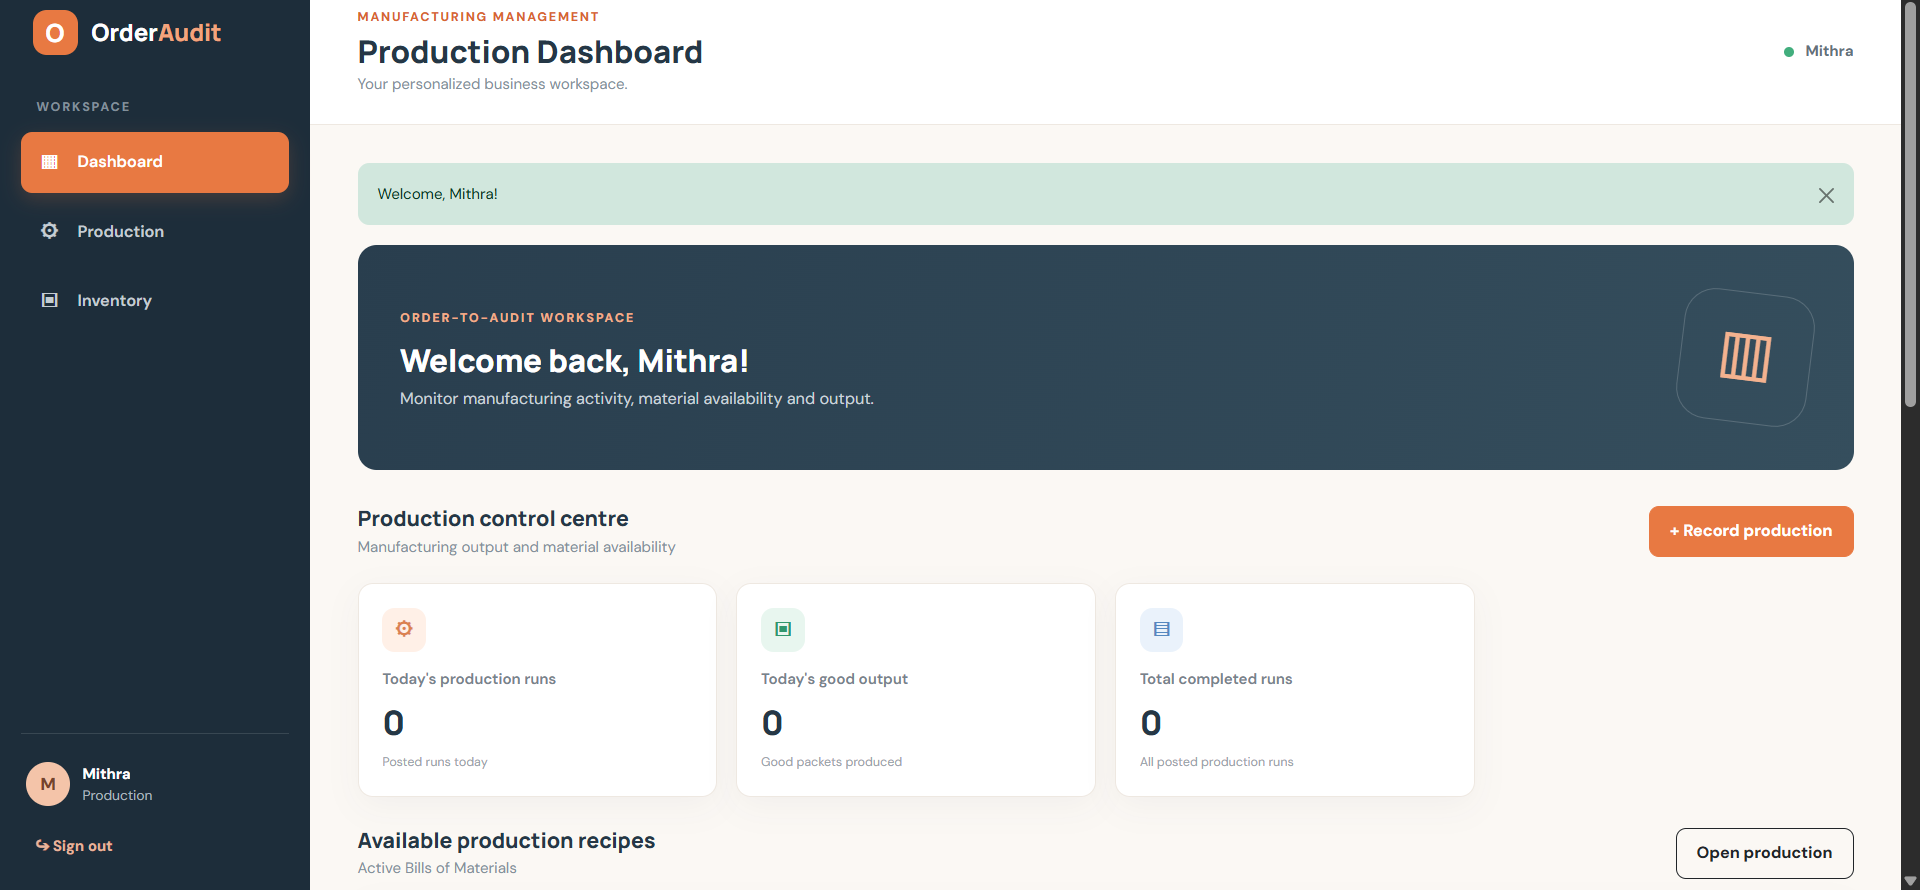 O OrderAudit
WORKSPACE
Dashboard
Production
Inventory
Mithra
Production
Sign out
MANUFACTURING MANAGEMENT
Production Dashboard
Your personalized business workspace.
Mithra
Welcome, Mithra!
ORDER-TO-AUDIT WORKSPACE
Welcome back, Mithra!
Monitor manufacturing activity, material availability and output.
Production control centre
Manufacturing output and material availability
+ Record production
Today's production runs
0
Posted runs today
Today's good output
0
Good packets produced
Total completed runs
0
All posted production runs
Available production recipes
Active Bills of Materials
Open production
M